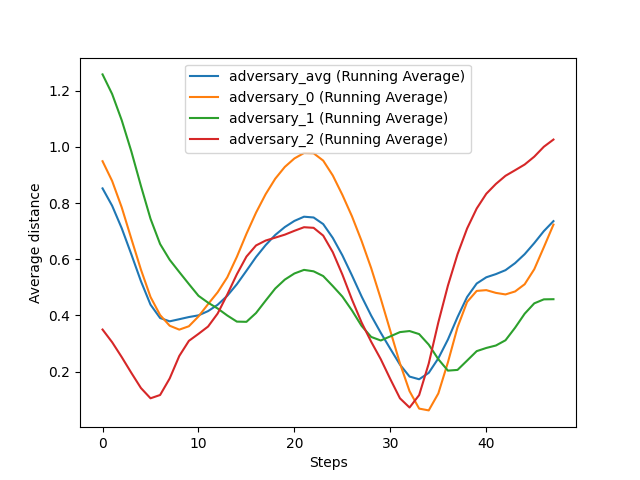 adversary_avg (Running Average)
adversary_0 (Running Average)
adversary_1 (Running Average)
adversary_2 (Running Average)
1.2
1.0
0.8
0.6
0.4
0.2
Average distance
0 10 20 30 40
Steps